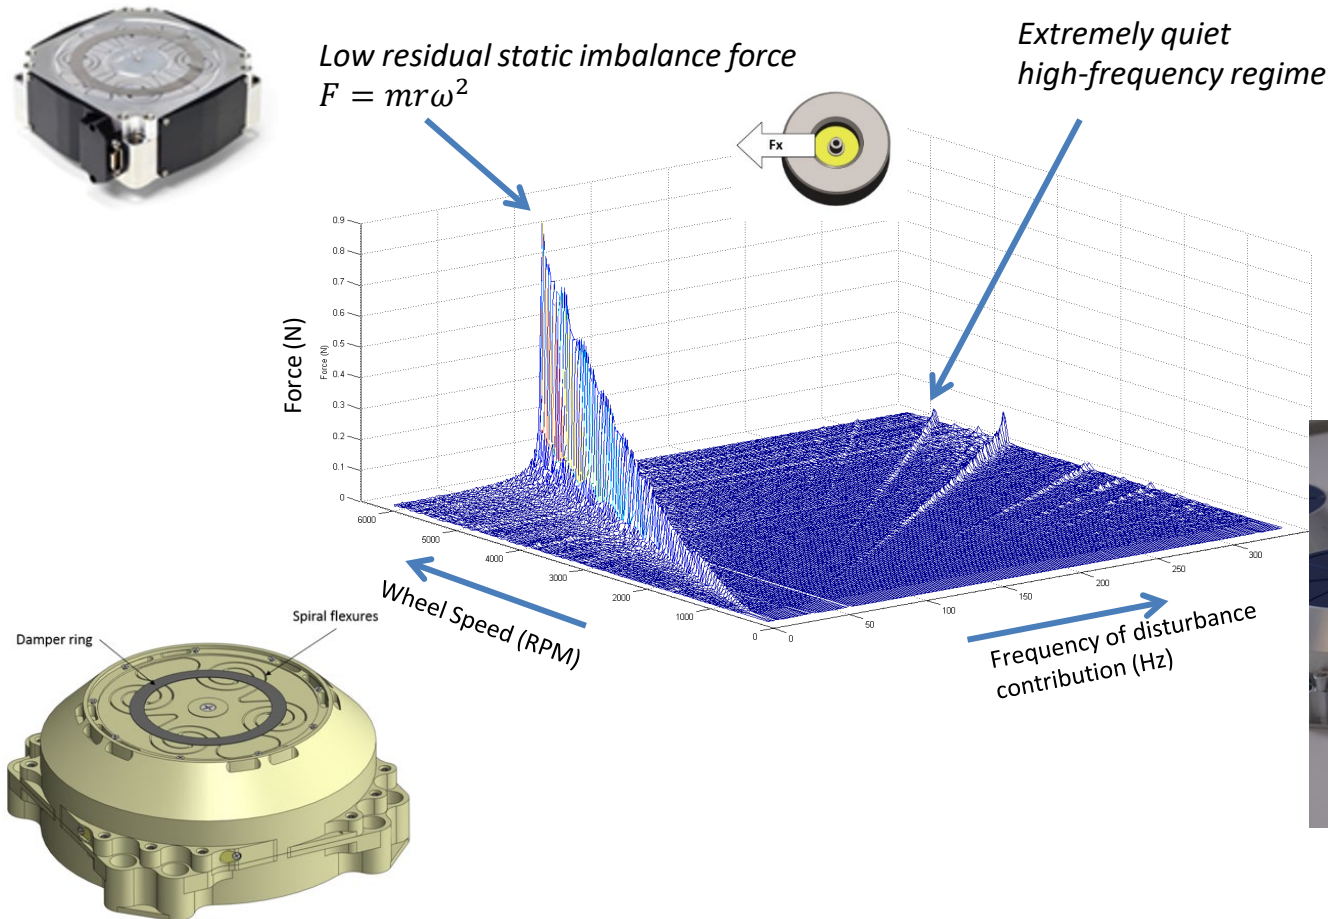 Low residual static imbalance force
F = mrω²
Extremely quiet
high-frequency regime
Fx
0.9
0.8
0.7
0.6
0.5
0.4
0.3
0.2
0.1
0
Force (N)
Force (N)
6000
5000
4000
3000
2000
1000
0
0
50
100
150
200
250
300
Wheel Speed (RPM)
Frequency of disturbance
contribution (Hz)
Spiral flexures
Damper ring